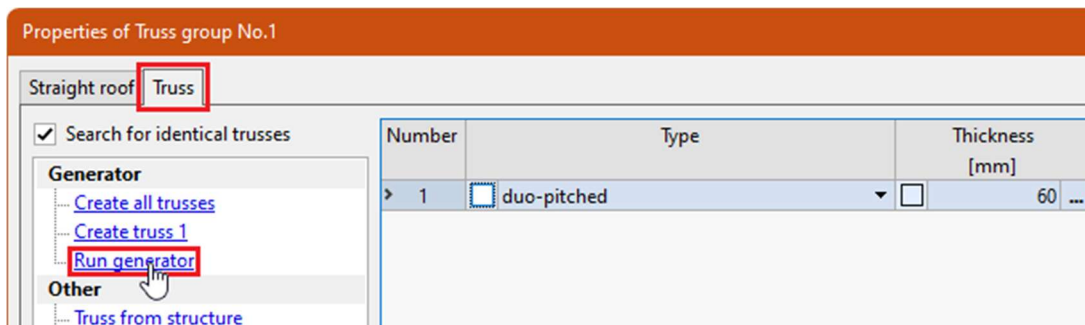 Properties of Truss group No.1
Straight roof Truss
Search for identical trusses
Number Type Thickness
[mm]
Generator
1 duo-pitched 60 ...
Create all trusses
Create truss 1
Run generator
Other
Truss from structure